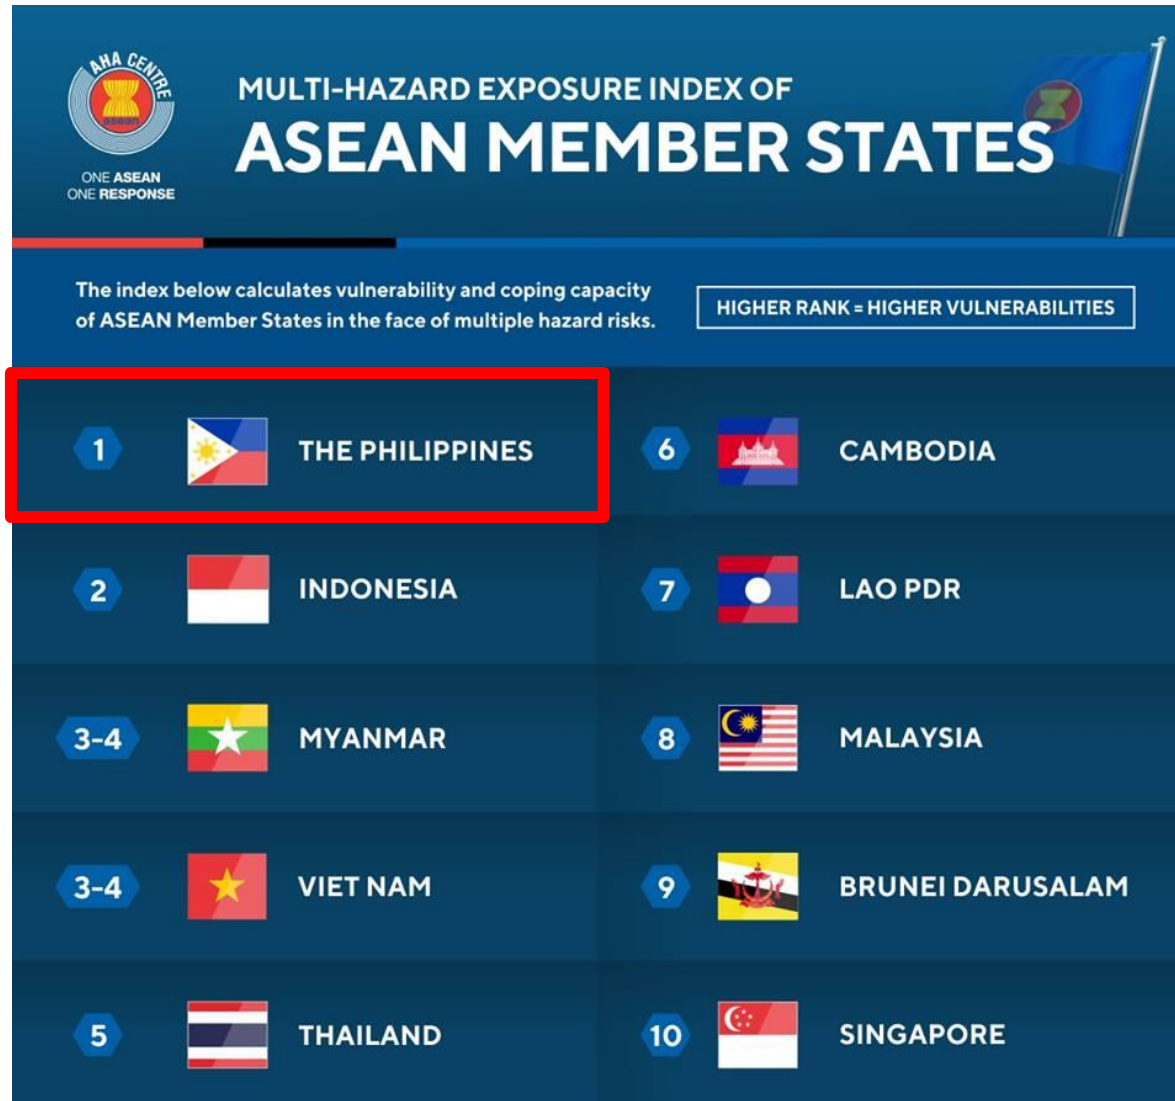 AHA CENTRE
asean
ONE ASEAN
ONE RESPONSE
MULTI-HAZARD EXPOSURE INDEX OF
ASEAN MEMBER STATES
The index below calculates vulnerability and coping capacity
of ASEAN Member States in the face of multiple hazard risks.
HIGHER RANK = HIGHER VULNERABILITIES
1 THE PHILIPPINES
2 INDONESIA
3-4 MYANMAR
3-4 VIET NAM
5 THAILAND
6 CAMBODIA
7 LAO PDR
8 MALAYSIA
9 BRUNEI DARUSALAM
10 SINGAPORE